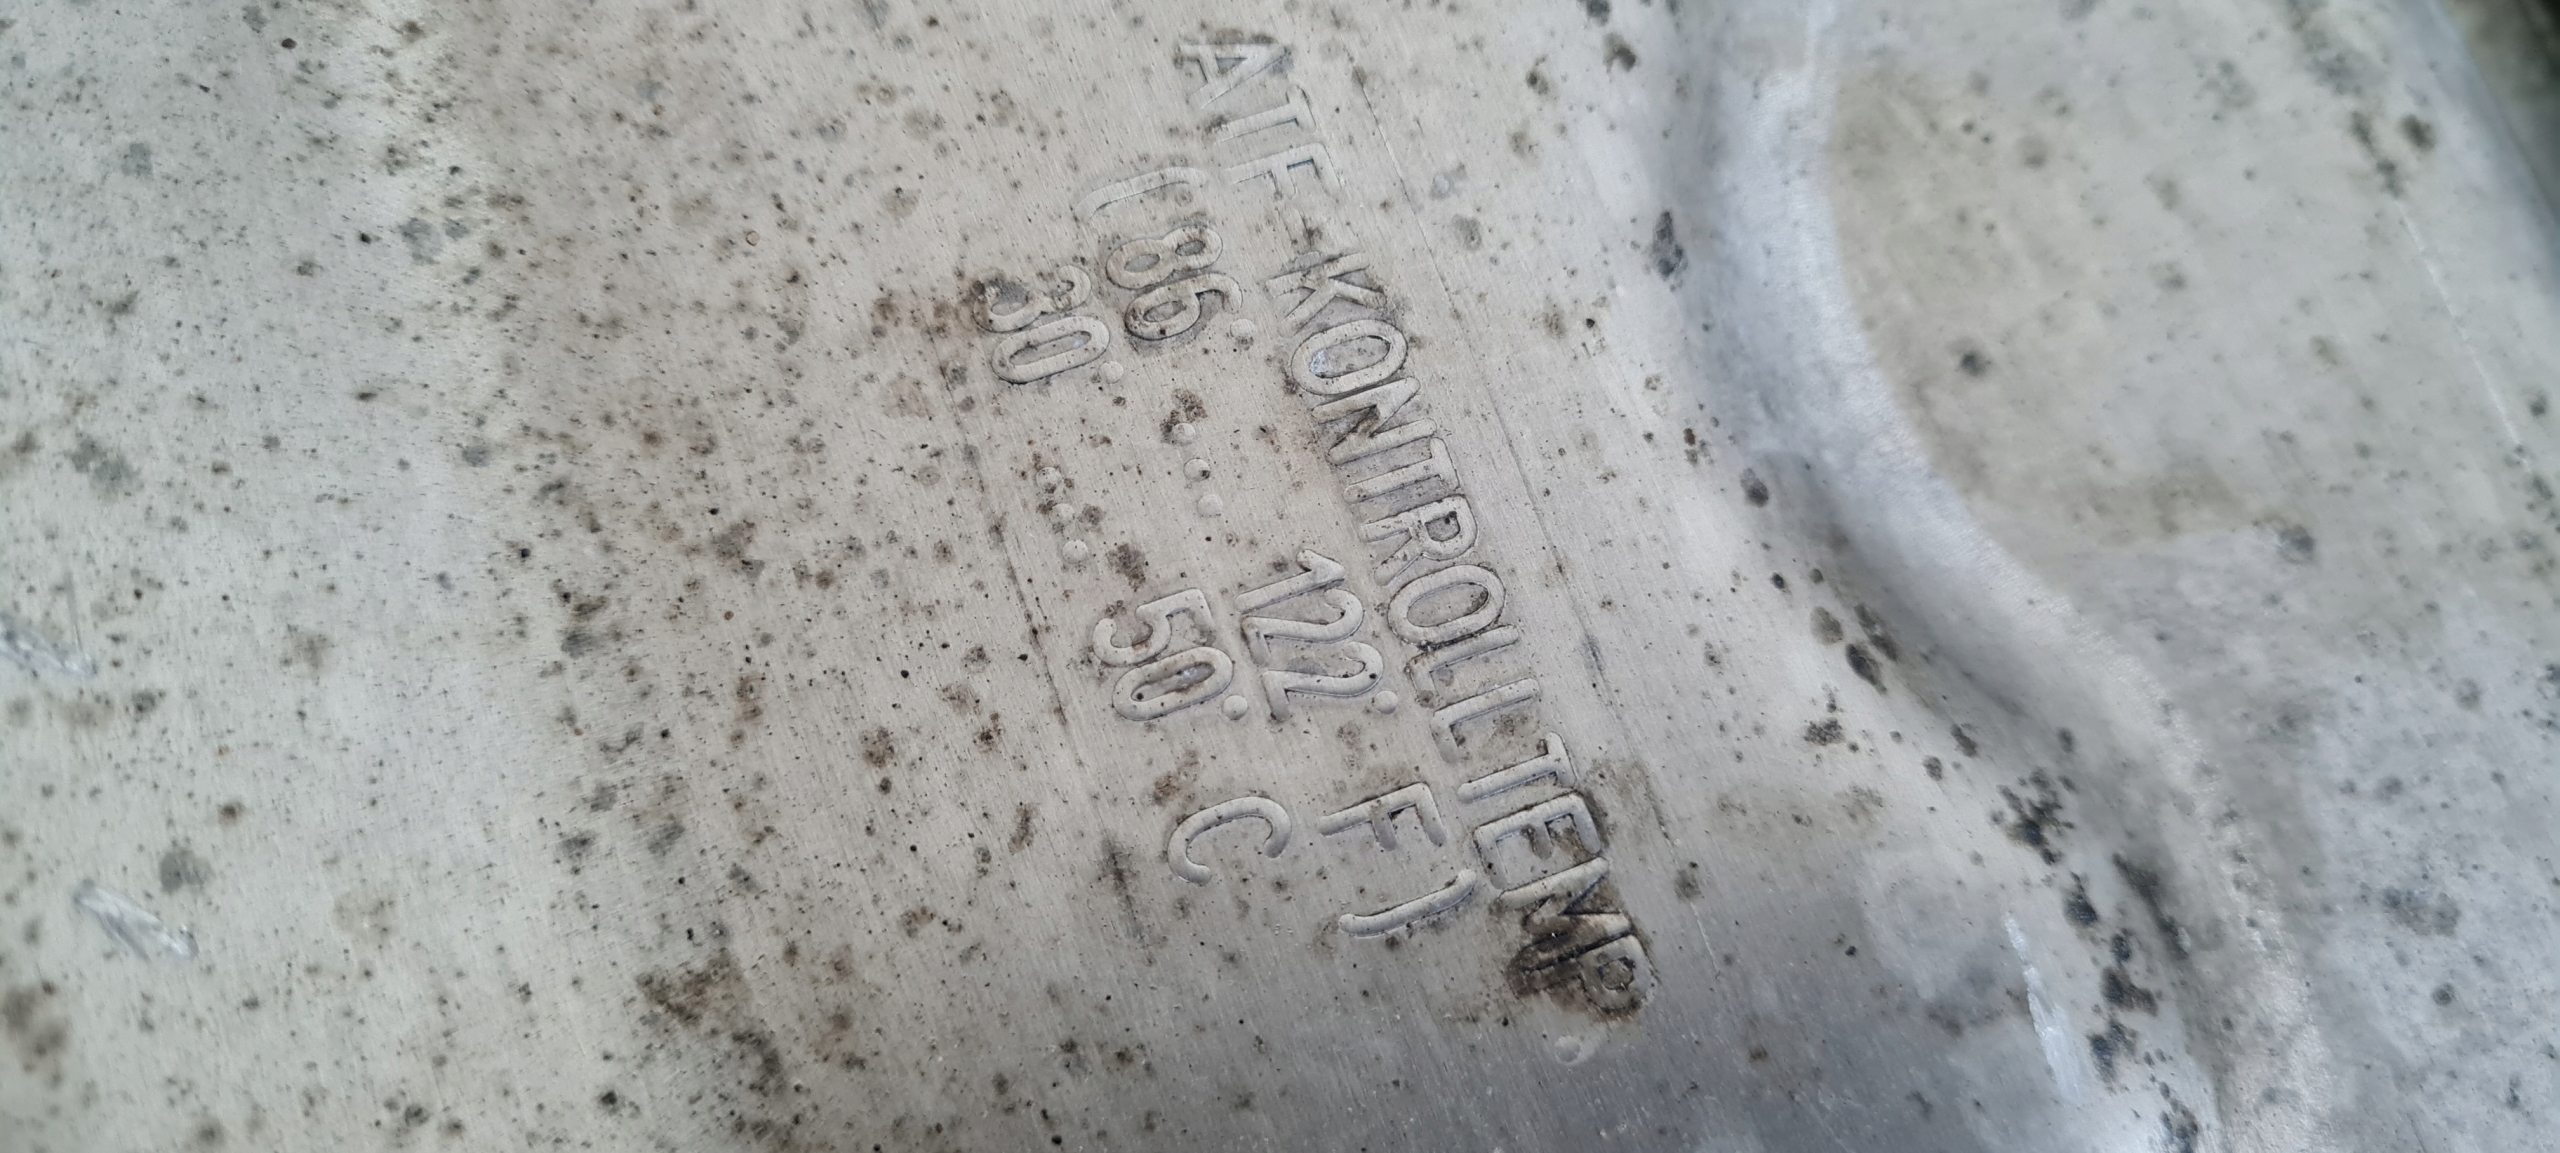 ATF-KONTROLLTEMP.
(86° ... 122° F)
30° ... 50° C